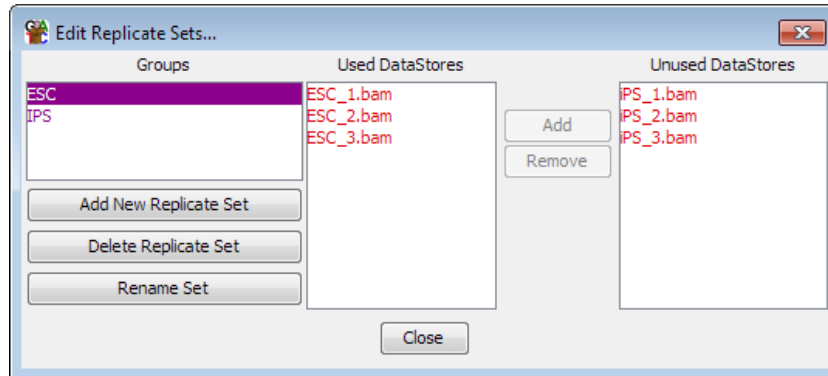 Edit Replicate Sets...
Groups
Used DataStores
Unused DataStores
ESC
IPS
ESC_1.bam
ESC_2.bam
ESC_3.bam
Add
Remove
iPS_1.bam
iPS_2.bam
iPS_3.bam
Add New Replicate Set
Delete Replicate Set
Rename Set
Close